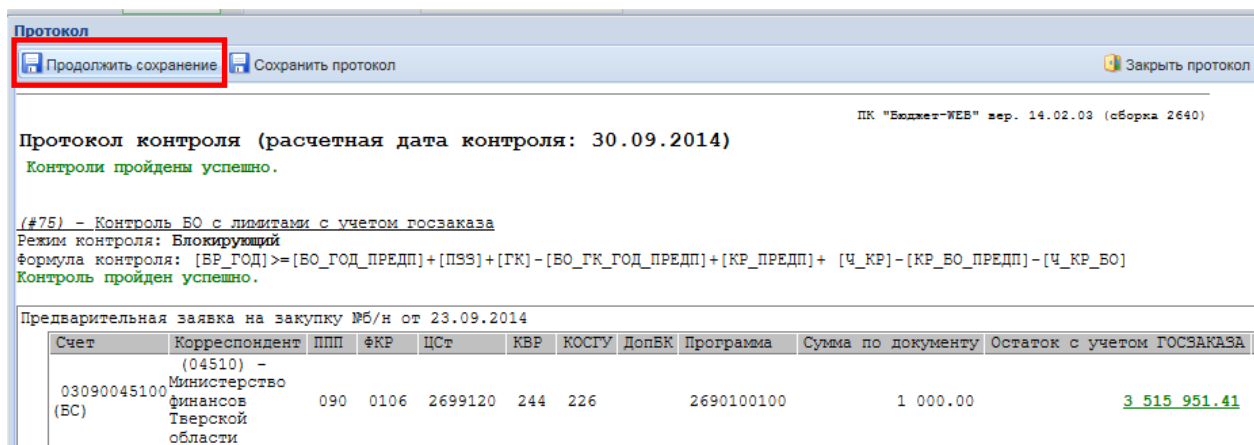 Протокол
Продолжить сохранение Сохранить протокол Закрыть протокол
ПК "Бюджет-WEB" вер. 14.02.03 (сборка 2640)
Протокол контроля (расчетная дата контроля: 30.09.2014)
Контроли пройдены успешно.
(#75) - Контроль БО с лимитами с учетом госзаказа
Режим контроля: Блокирующий
Формула контроля: [БР_ГОД]>=[БО_ГОД_ПРЕДП]+[ПЗЗ]+[ГК]-[БО_ГК_ГОД_ПРЕДП]+[КР_ПРЕДП]+ [Ч_КР]-[КР_БО_ПРЕДП]-[Ч_КР_БО]
Контроль пройден успешно.
Предварительная заявка на закупку №б/н от 23.09.2014
Счет Корреспондент ППП ФКР ЦСт КВР КОСГУ ДопБК Программа Сумма по документу Остаток с учетом ГОСЗАКАЗА
(04510) -
03090045100 Министерство
(БС) финансов 090 0106 2699120 244 226 2690100100 1 000.00 3 515 951.41
Тверской
области